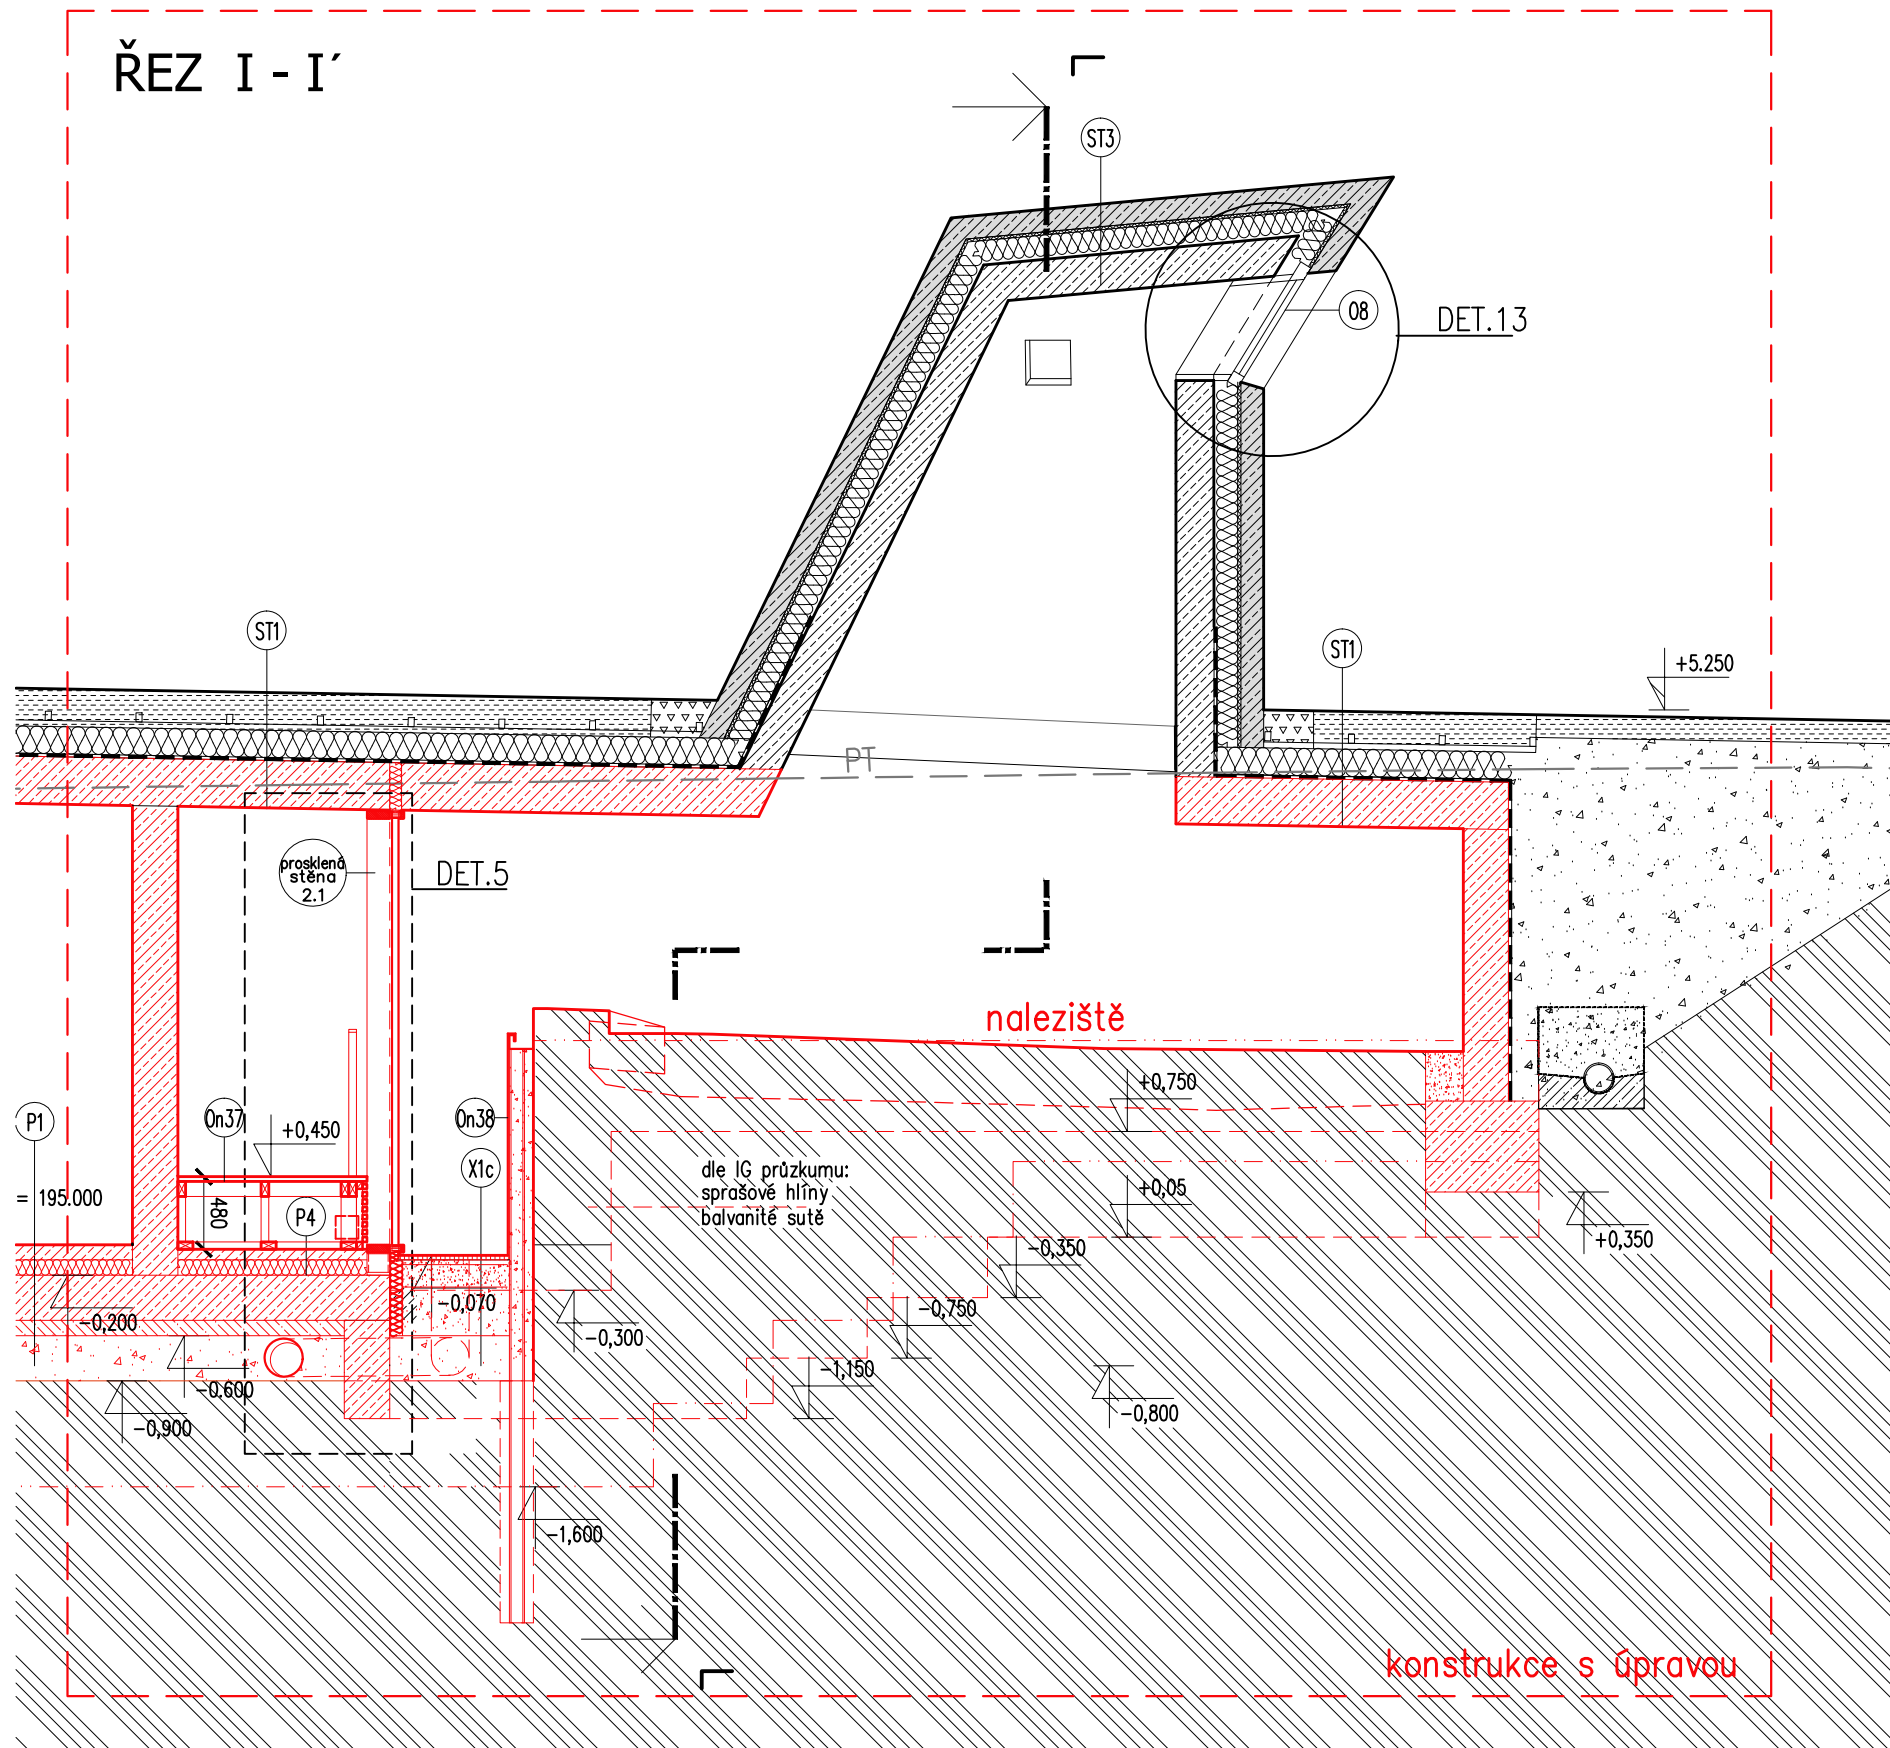 ŘEZ I - I´
ST3
O8
DET.13
ST1
ST1
+5.250
PT
prosklená
stěna
2.1
DET.5
naleziště
P1
On37
+0,450
On38
+0,750
X1c
dle IG průzkumu:
sprašové hlíny
balvanité sutě
= 195.000
480
P4
+0,05
+0,350
-0,350
-0,070
-0,200
-0,300
-0,750
-1,150
-0.600
-0,800
-0,900
-1,600
konstrukce s úpravou